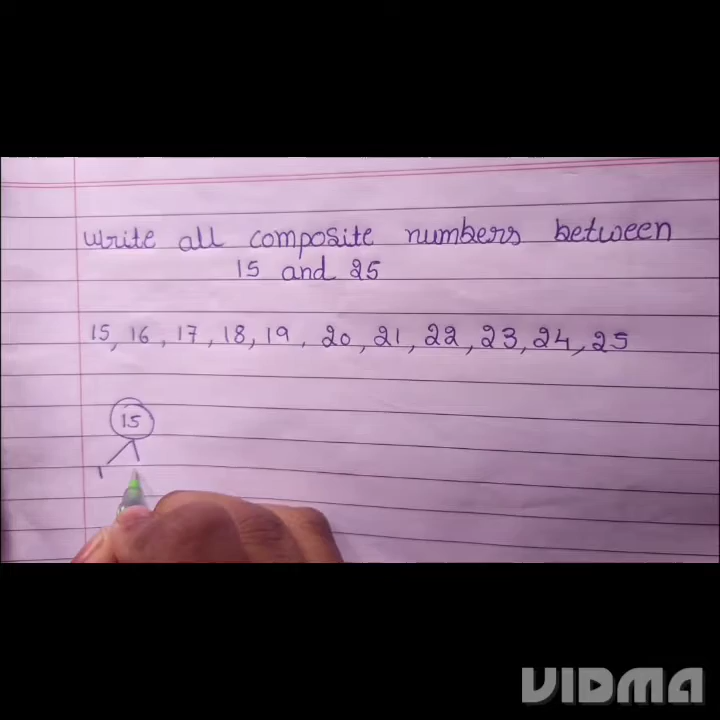 Write all composite numbers between
15 and 25
15, 16, 17, 18, 19, 20, 21, 22, 23, 24, 25
15
1
VIDMA